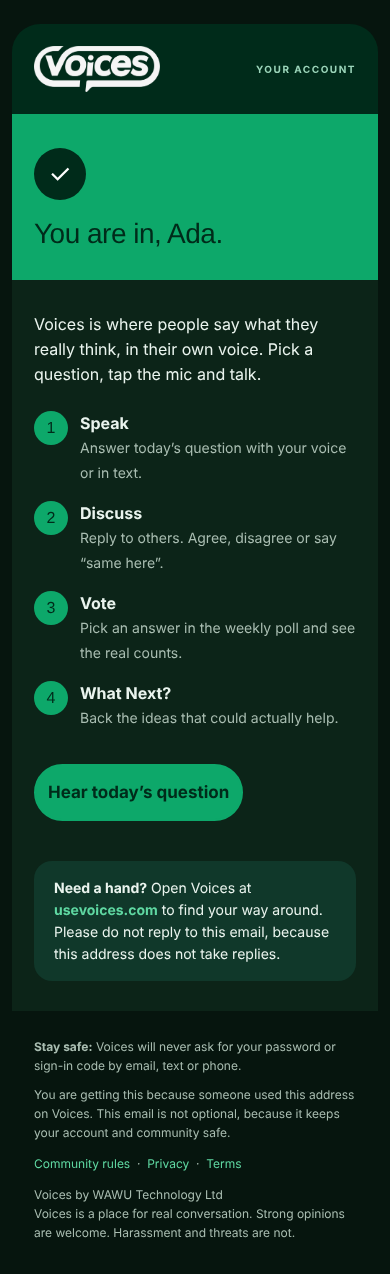 Voices
YOUR ACCOUNT
You are in, Ada.
Voices is where people say what they
really think, in their own voice. Pick a
question, tap the mic and talk.
1
Speak
Answer today’s question with your voice
or in text.
2
Discuss
Reply to others. Agree, disagree or say
“same here”.
3
Vote
Pick an answer in the weekly poll and see
the real counts.
4
What Next?
Back the ideas that could actually help.
Hear today’s question
Need a hand? Open Voices at
usevoices.com to find your way around.
Please do not reply to this email, because
this address does not take replies.
Stay safe: Voices will never ask for your password or
sign-in code by email, text or phone.
You are getting this because someone used this address
on Voices. This email is not optional, because it keeps
your account and community safe.
Community rules · Privacy · Terms
Voices by WAWU Technology Ltd
Voices is a place for real conversation. Strong opinions
are welcome. Harassment and threats are not.